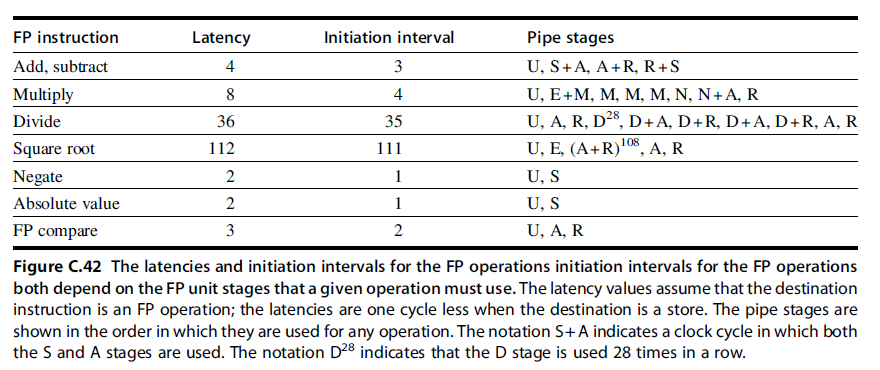 FP instruction Latency Initiation interval Pipe stages
Add, subtract 4 3 U, S+A, A+R, R+S
Multiply 8 4 U, E+M, M, M, M, N, N+A, R
Divide 36 35 U, A, R, D²⁸, D+A, D+R, D+A, D+R, A, R
Square root 112 111 U, E, (A+R)¹⁰⁸, A, R
Negate 2 1 U, S
Absolute value 2 1 U, S
FP compare 3 2 U, A, R
Figure C.42 The latencies and initiation intervals for the FP operations initiation intervals for the FP operations
both depend on the FP unit stages that a given operation must use. The latency values assume that the destination
instruction is an FP operation; the latencies are one cycle less when the destination is a store. The pipe stages are
shown in the order in which they are used for any operation. The notation S+A indicates a clock cycle in which both
the S and A stages are used. The notation D²⁸ indicates that the D stage is used 28 times in a row.